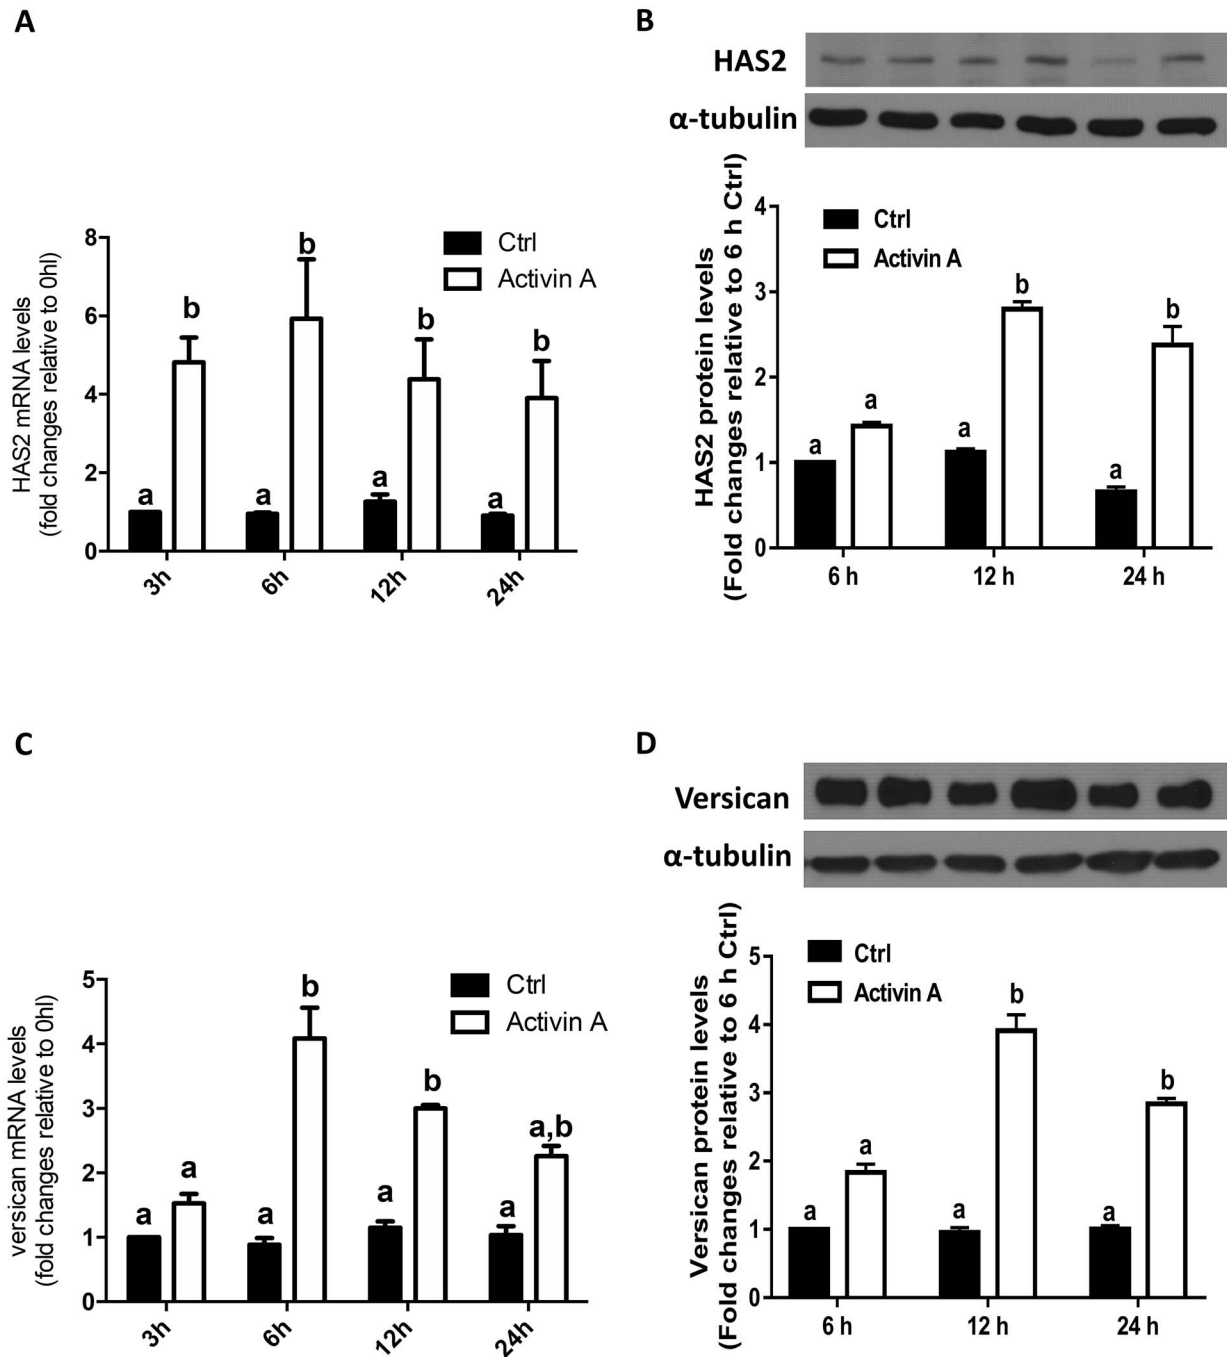 A
HAS2 mRNA levels
(fold changes relative to 0hl)
8
6
4
2
0
Ctrl
Activin A
a
b
a
b
a
b
a
b
3h
6h
12h
24h
B
HAS2
α-tubulin
HAS2 protein levels
(Fold changes relative to 6 h Ctrl)
4
3
2
1
0
Ctrl
Activin A
a
a
a
b
a
b
6 h
12 h
24 h
C
versican mRNA levels
(fold changes relative to 0hl)
5
4
3
2
1
0
Ctrl
Activin A
a
a
a
b
a
b
a
a,b
3h
6h
12h
24h
D
Versican
α-tubulin
Versican protein levels
(Fold changes relative to 6 h Ctrl)
5
4
3
2
1
0
Ctrl
Activin A
a
a
a
b
a
b
6 h
12 h
24 h